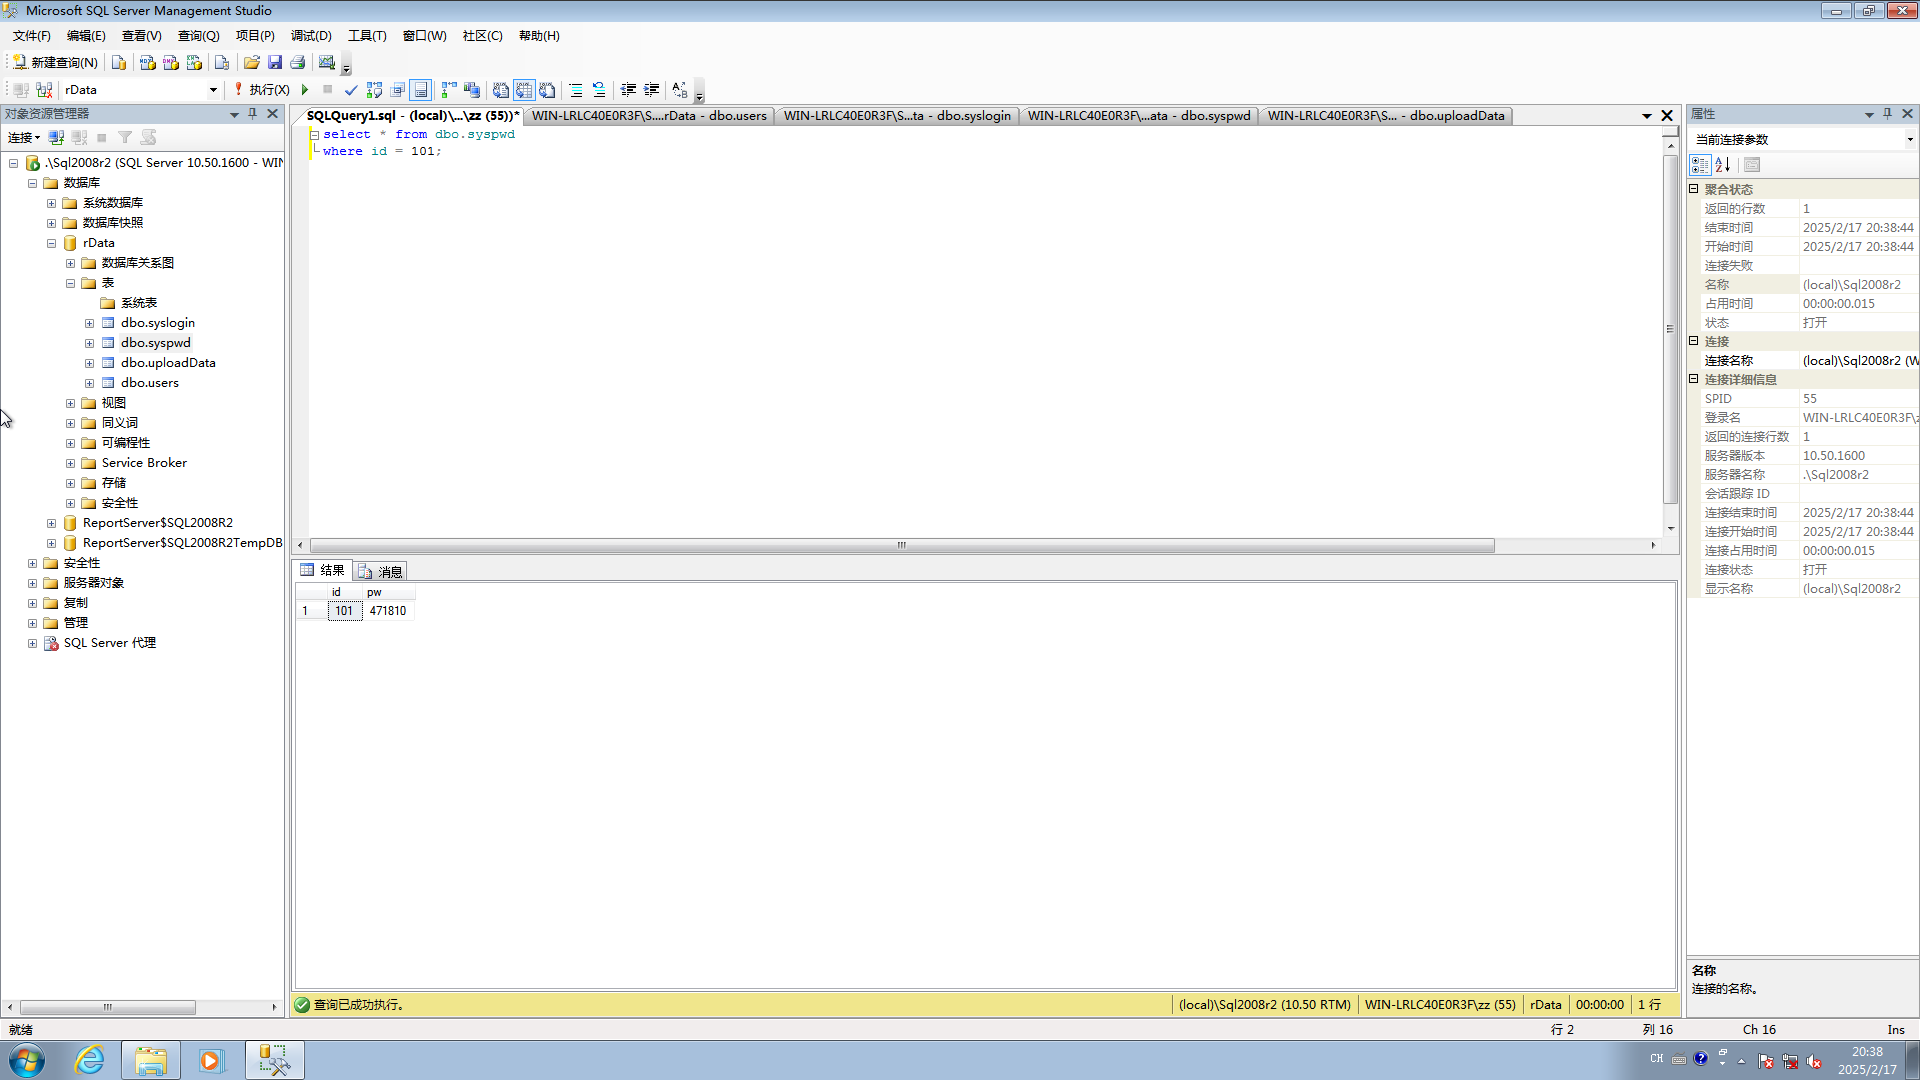 Microsoft SQL Server Management Studio
文件(F) 编辑(E) 查看(V) 查询(Q) 项目(P) 调试(D) 工具(T) 窗口(W) 社区(C) 帮助(H)
新建查询(N)
rData 执行(X)
对象资源管理器
连接
.\Sql2008r2 (SQL Server 10.50.1600 - WIN
数据库
系统数据库
数据库快照
rData
数据库关系图
表
系统表
dbo.syslogin
dbo.syspwd
dbo.uploadData
dbo.users
视图
同义词
可编程性
Service Broker
存储
安全性
ReportServer$SQL2008R2
ReportServer$SQL2008R2TempDB
安全性
服务器对象
复制
管理
SQL Server 代理
SQLQuery1.sql - (local)\...\zz (55))* WIN-LRLC40E0R3F\S....rData - dbo.users WIN-LRLC40E0R3F\S...ta - dbo.syslogin WIN-LRLC40E0R3F\...ata - dbo.syspwd WIN-LRLC40E0R3F\S... - dbo.uploadData
select * from dbo.syspwd
where id = 101;
结果 消息
id pw
1 101 471810
查询已成功执行。 (local)\Sql2008r2 (10.50 RTM) WIN-LRLC40E0R3F\zz (55) rData 00:00:00 1 行
属性
当前连接参数
聚合状态
返回的行数 1
结束时间 2025/2/17 20:38:44
开始时间 2025/2/17 20:38:44
连接失败
名称 (local)\Sql2008r2
占用时间 00:00:00.015
状态 打开
连接
连接名称 (local)\Sql2008r2 (W
连接详细信息
SPID 55
登录名 WIN-LRLC40E0R3F\z
返回的连接行数 1
服务器版本 10.50.1600
服务器名称 .\Sql2008r2
会话跟踪 ID
连接结束时间 2025/2/17 20:38:44
连接开始时间 2025/2/17 20:38:44
连接占用时间 00:00:00.015
连接状态 打开
显示名称 (local)\Sql2008r2
名称
连接的名称。
就绪 行 2 列 16 Ch 16 Ins
CH 20:38
2025/2/17